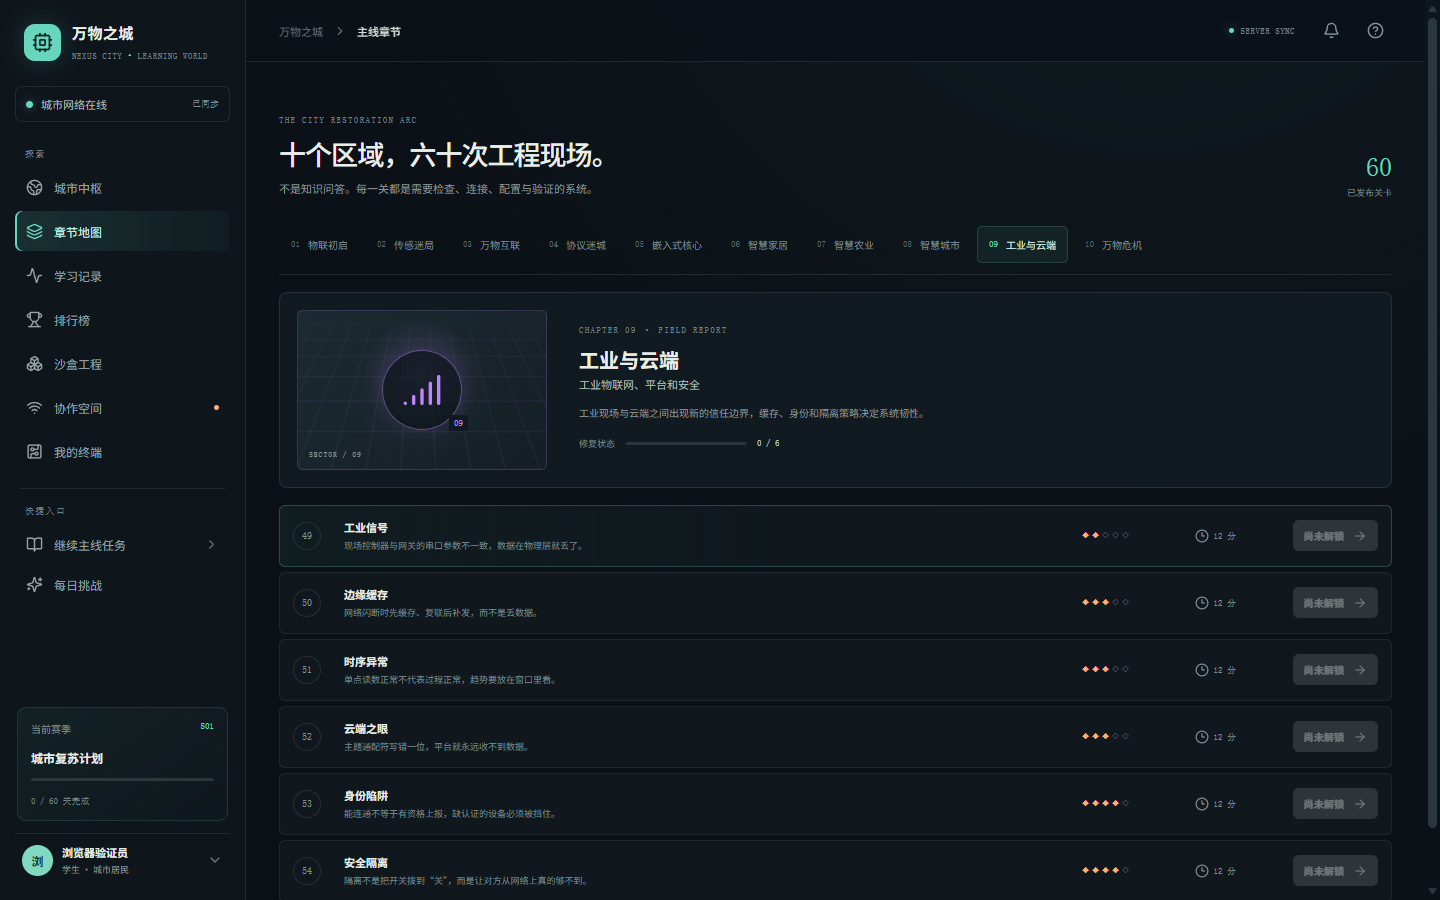 万物之城
NEXUS CITY • LEARNING WORLD
城市网络在线 已同步
探索
城市中枢
章节地图
学习记录
排行榜
沙盒工程
协作空间
我的终端
快捷入口
继续主线任务
每日挑战
当前赛季 S01
城市复苏计划
0 / 60 关完成
浏 浏览器验证员
学生 · 城市居民
万物之城 主线章节
SERVER SYNC
THE CITY RESTORATION ARC
十个区域，六十次工程现场。
不是知识问答。每一关都是需要检查、连接、配置与验证的系统。
60
已发布关卡
01 物联初启 02 传感迷局 03 万物互联 04 协议迷城 05 嵌入式核心 06 智慧家居 07 智慧农业 08 智慧城市 09 工业与云端 10 万物危机
09
SECTOR / 09
CHAPTER 09 · FIELD REPORT
工业与云端
工业物联网、平台和安全
工业现场与云端之间出现新的信任边界，缓存、身份和隔离策略决定系统韧性。
修复状态 0 / 6
49 工业信号 12 分 尚未解锁
现场控制器与网关的串口参数不一致，数据在物理层就丢了。
50 边缘缓存 12 分 尚未解锁
网络闪断时先缓存、复联后补发，而不是丢数据。
51 时序异常 12 分 尚未解锁
单点读数正常不代表过程正常，趋势要放在窗口里看。
52 云端之眼 12 分 尚未解锁
主题通配符写错一位，平台就永远收不到数据。
53 身份陷阱 12 分 尚未解锁
能连通不等于有资格上报，缺认证的设备必须被挡住。
54 安全隔离 12 分 尚未解锁
隔离不是把开关拨到“关”，而是让对方从网络上真的够不到。